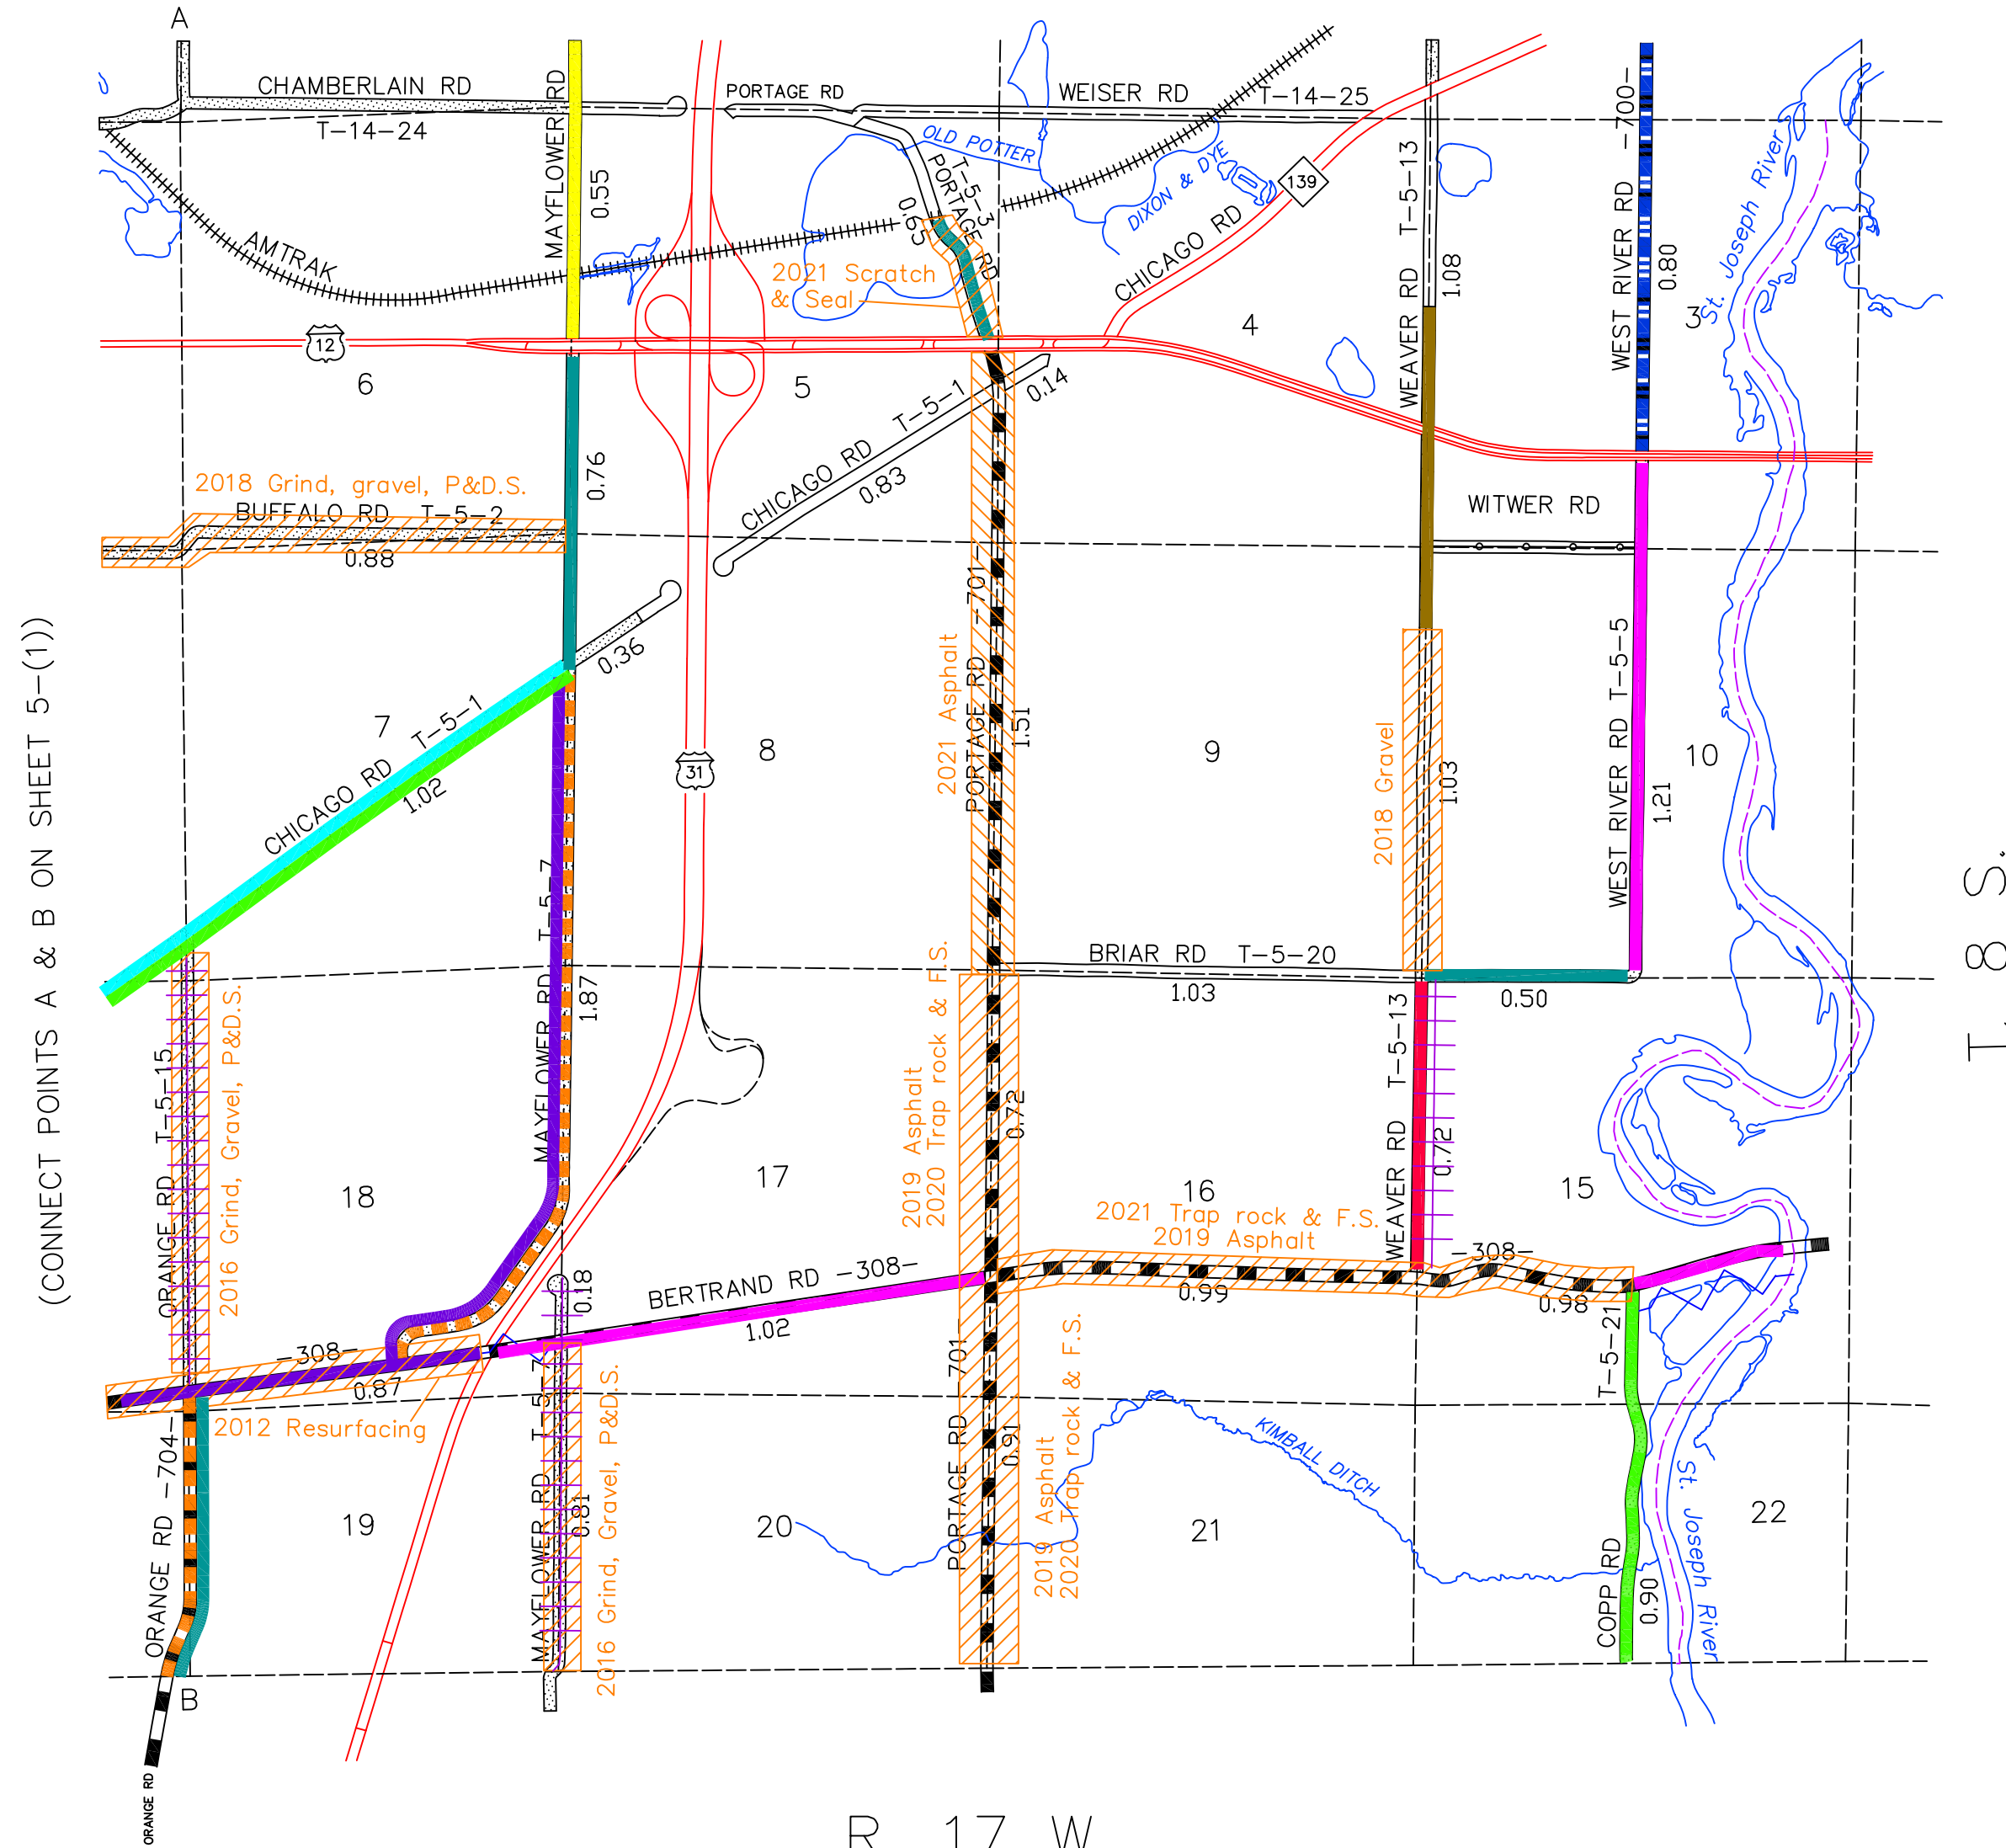 A
CHAMBERLAIN RD
T-14-24
MAYFLOWER RD
0.55
PORTAGE RD
WEISER RD
T-14-25
OLD POTTER
T-5-3
PORTAGE RD
0.65
DIXON & DYE
139
CHICAGO RD
WEAVER RD T-5-13
1.08
WEST RIVER RD -700-
0.80
St. Joseph River
3
AMTRAK
2021 Scratch
& Seal
12
6
5
4
0.14
CHICAGO RD T-5-1
0.83
0.76
2018 Grind, gravel, P&D.S.
BUFFALO RD T-5-2
0.88
WITWER RD
0.36
(CONNECT POINTS A & B ON SHEET 5-(1))
7
CHICAGO RD T-5-1
1.02
31
8
2021 Asphalt
PORTAGE RD -701-
1.51
9
2018 Gravel
1.03
WEST RIVER RD T-5-5
1.21
10
T. 8 S.
MAYFLOWER RD T-5-7
1.87
BRIAR RD T-5-20
1.03
0.50
ORANGE RD T-5-15
2016 Grind, Gravel, P&D.S.
18
17
2019 Asphalt
2020 Trap rock & F.S.
0.72
16
WEAVER RD T-5-13
0.72
15
2021 Trap rock & F.S.
2019 Asphalt
-308-
0.99
0.98
BERTRAND RD -308-
1.02
0.18
-308-
0.87
2012 Resurfacing
T-5-21
ORANGE RD -704-
19
MAYFLOWER RD T-5-7
0.81
2016 Grind, Gravel, P&D.S.
20
PORTAGE RD -701-
0.91
2019 Asphalt
2020 Trap rock & F.S.
KIMBALL DITCH
21
COPP RD
0.90
St. Joseph River
22
B
ORANGE RD
R 17 W